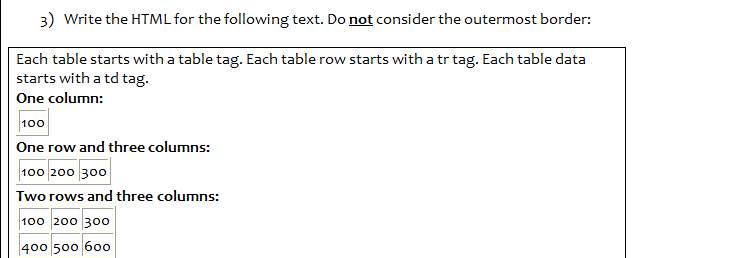 3) Write the HTML for the following text. Do not consider the outermost border:
Each table starts with a table tag. Each table row starts with a tr tag. Each table data
starts with a td tag.
One column:
100
One row and three columns:
100 200 300
Two rows and three columns:
100 200 300
400 500 600